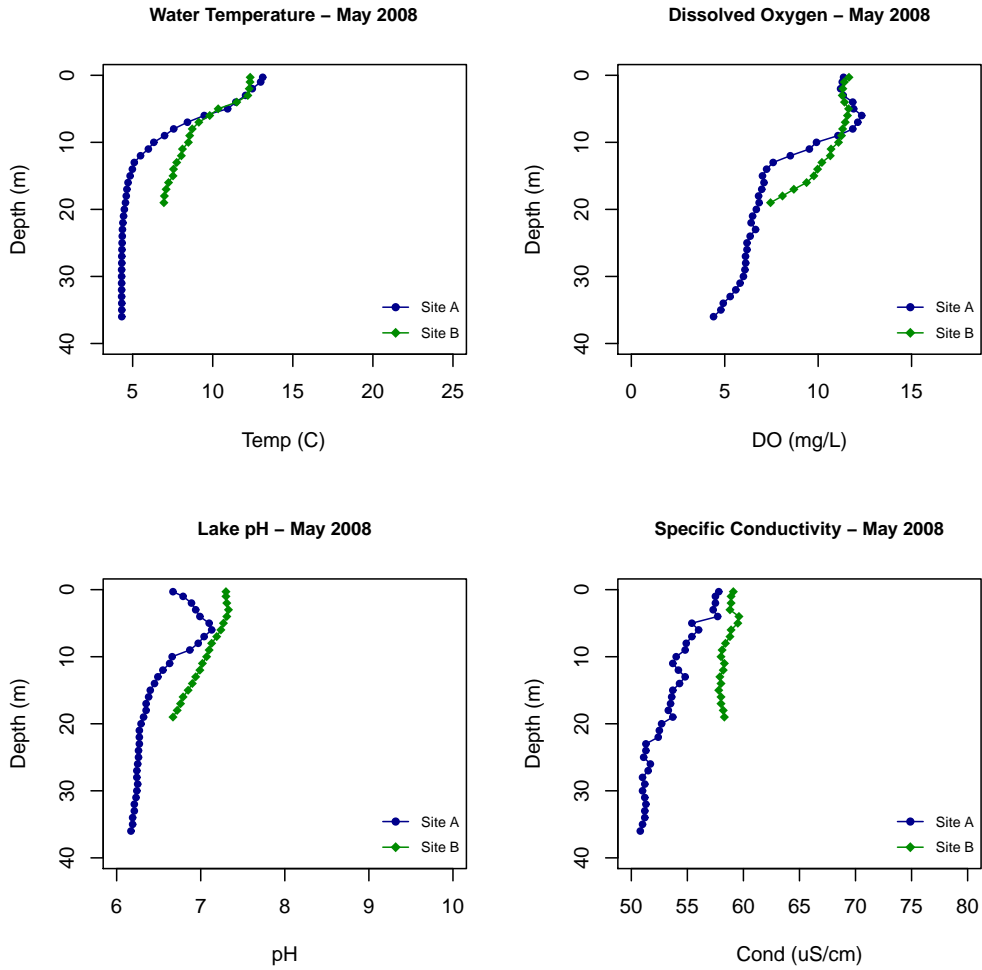 Water Temperature – May 2008
0
10
20
30
40
Depth (m)
Site A
Site B
5 10 15 20 25
Temp (C)
Dissolved Oxygen – May 2008
0
10
20
30
40
Depth (m)
Site A
Site B
0 5 10 15
DO (mg/L)
Lake pH – May 2008
0
10
20
30
40
Depth (m)
Site A
Site B
6 7 8 9 10
pH
Specific Conductivity – May 2008
0
10
20
30
40
Depth (m)
Site A
Site B
50 55 60 65 70 75 80
Cond (uS/cm)